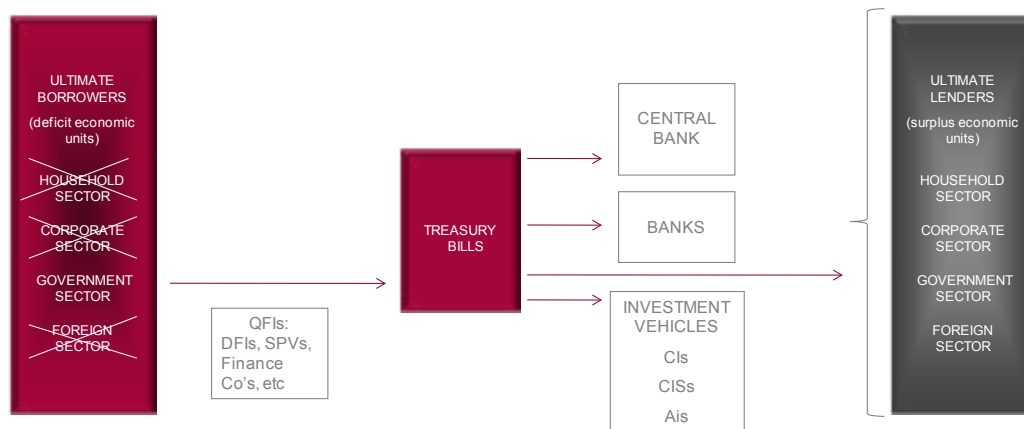 ULTIMATE
BORROWERS
(deficit economic
units)
HOUSEHOLD
SECTOR
CORPORATE
SECTOR
GOVERNMENT
SECTOR
FOREIGN
SECTOR
QFIs:
DFIs, SPVs,
Finance
Co's, etc
TREASURY
BILLS
CENTRAL
BANK
BANKS
INVESTMENT
VEHICLES
CIs
CISs
Ais
ULTIMATE
LENDERS
(surplus economic
units)
HOUSEHOLD
SECTOR
CORPORATE
SECTOR
GOVERNMENT
SECTOR
FOREIGN
SECTOR